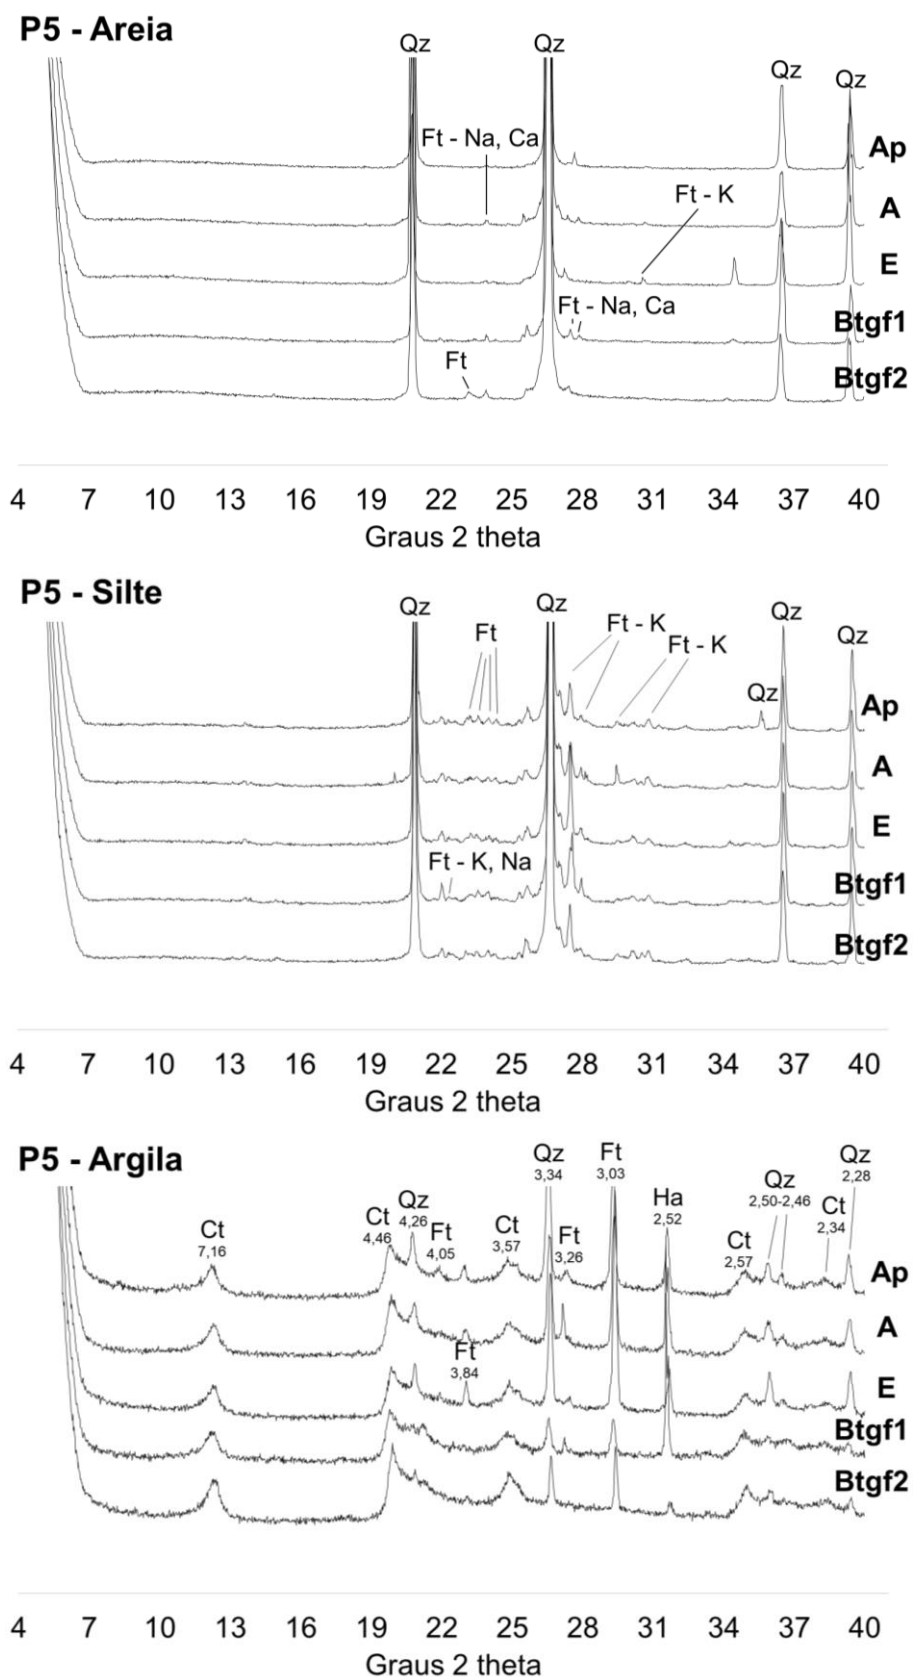 P5 - Areia
Qz Qz Qz Qz
Ft - Na, Ca
Ap
Ft - K
A
E
Ft - Na, Ca
Btgf1
Ft
Btgf2
4 7 10 13 16 19 22 25 28 31 34 37 40
Graus 2 theta
P5 - Silte
Qz Qz Qz Qz
Ft
Ft - K
Ft - K
Qz
Ap
A
E
Ft - K, Na
Btgf1
Btgf2
4 7 10 13 16 19 22 25 28 31 34 37 40
Graus 2 theta
P5 - Argila
Ct
7,16
Ct
4,46
Qz
4,26
Ft
4,05
Ct
3,57
Qz
3,34
Ft
3,26
Ft
3,03
Ha
2,52
Ct
2,57
Qz
2,50-2,46
Ct
2,34
Qz
2,28
Ap
A
Ft
3,84
E
Btgf1
Btgf2
4 7 10 13 16 19 22 25 28 31 34 37 40
Graus 2 theta